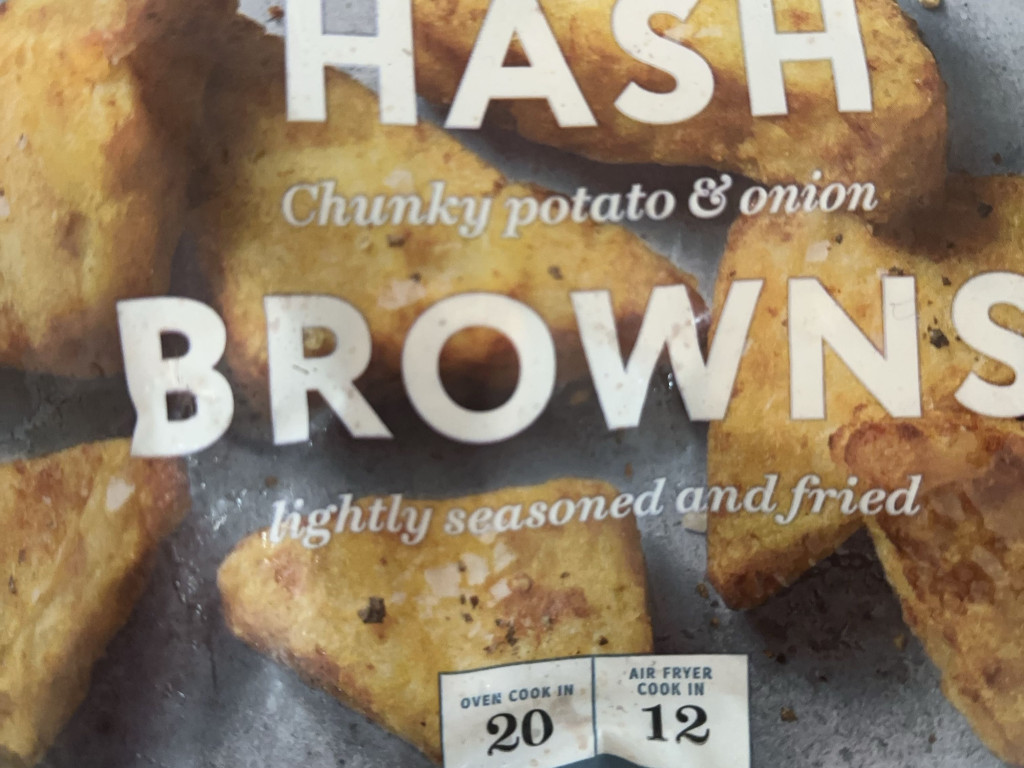 HASH
Chunky potato & onion
BROWNS
lightly seasoned and fried
OVEN COOK IN
20
AIR FRYER
COOK IN
12